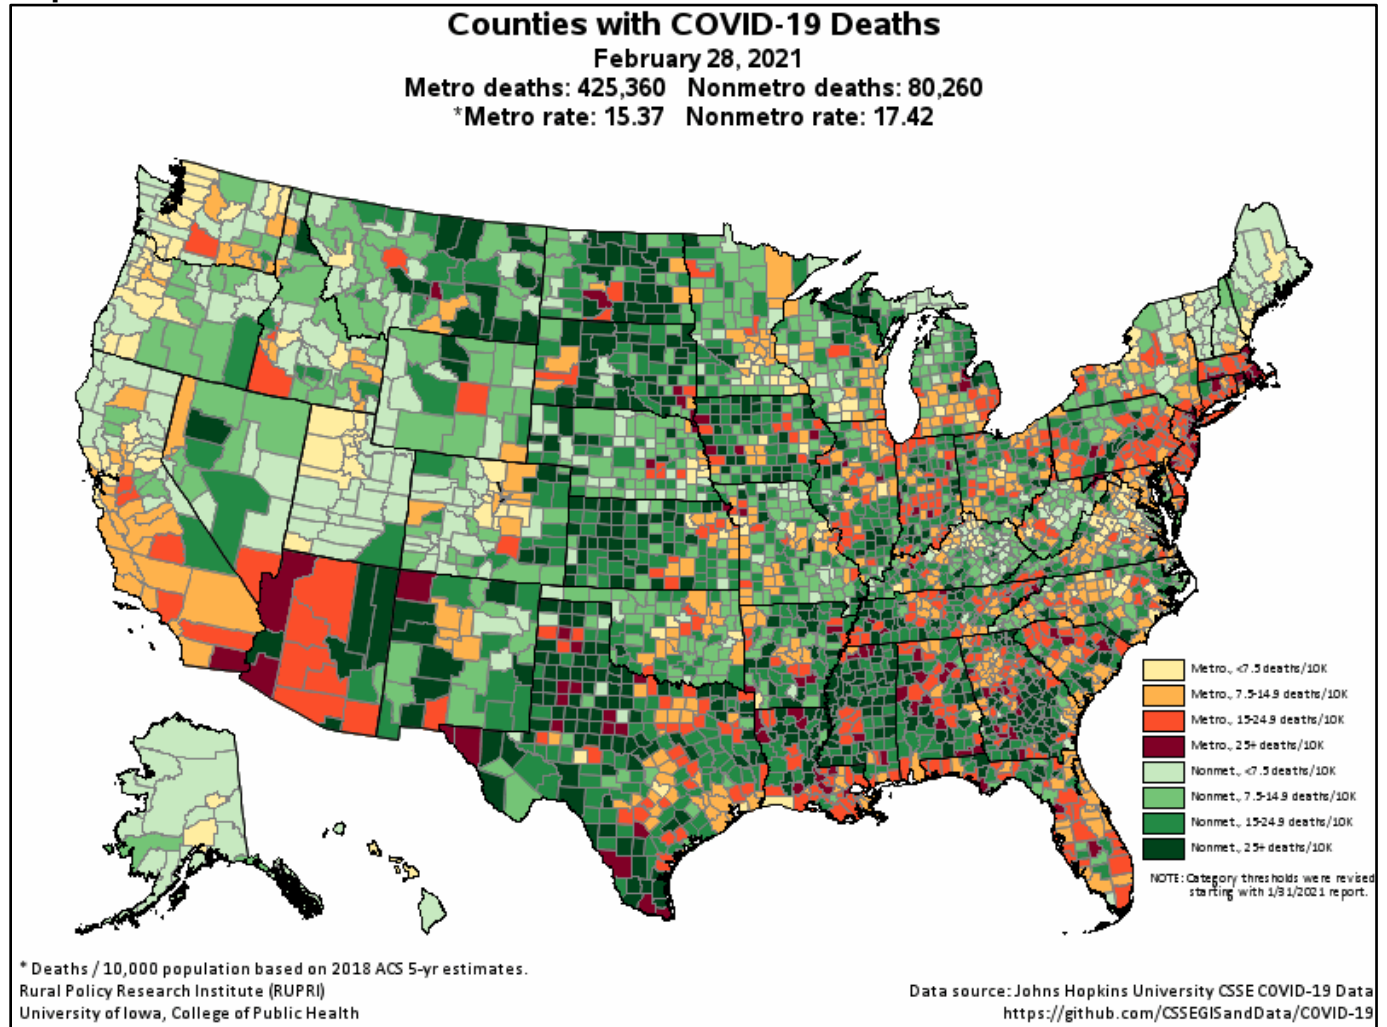 Counties with COVID-19 Deaths
February 28, 2021
Metro deaths: 425,360 Nonmetro deaths: 80,260
*Metro rate: 15.37 Nonmetro rate: 17.42
Metro., <7.5 deaths/10K
Metro., 7.5-14.9 deaths/10K
Metro., 15-24.9 deaths/10K
Metro., 25+ deaths/10K
Nonmet., <7.5 deaths/10K
Nonmet., 7.5-14.9 deaths/10K
Nonmet., 15-24.9 deaths/10K
Nonmet., 25+ deaths/10K
NOTE: Category thresholds were revised
starting with 1/31/2021 report.
* Deaths / 10,000 population based on 2018 ACS 5-yr estimates.
Rural Policy Research Institute (RUPRI)
University of Iowa, College of Public Health
Data source: Johns Hopkins University CSSE COVID-19 Data
https://github.com/CSSEGISandData/COVID-19